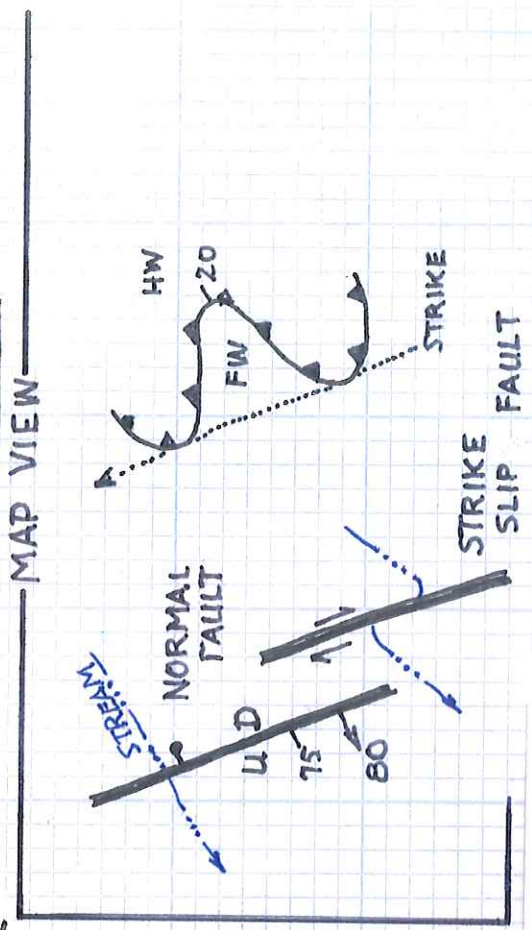 MAP VIEW
STREAM
NORMAL
FAULT
U D
75
80
HW
20
FW
STRIKE
STRIKE
SLIP FAULT